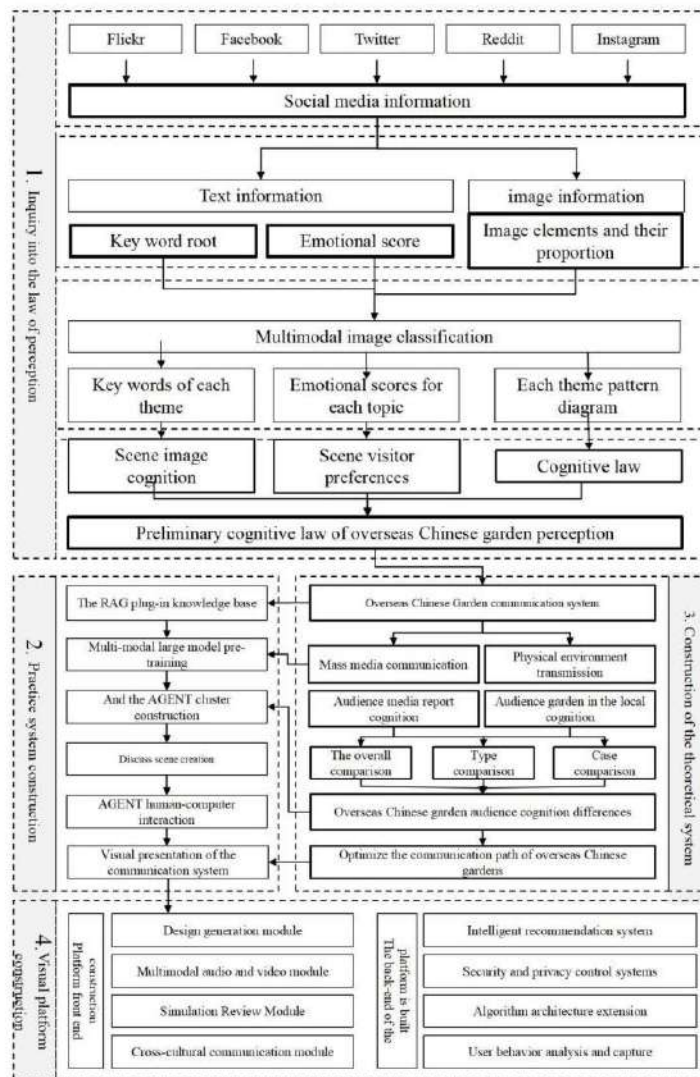 Flickr
Facebook
Twitter
Reddit
Instagram
Social media information
1. Inquiry into the law of perception
Text information
image information
Key word root
Emotional score
Image elements and their
proportion
Multimodal image classification
Key words of each
theme
Emotional scores for
each topic
Each theme pattern
diagram
Scene image
cognition
Scene visitor
preferences
Cognitive law
Preliminary cognitive law of overseas Chinese garden perception
2. Practice system construction
The RAG plug-in knowledge base
Multi-modal large model pre-
training
And the AGENT cluster
construction
Discuss scene creation
AGENT human-computer
interaction
Visual presentation of the
communication system
3. Construction of the theoretical system
Overseas Chinese Garden communication system
Mass media communication
Physical environment
transmission
Audience media report
cognition
Audience garden in the local
cognition
The overall
comparison
Type
comparison
Case
comparison
Overseas Chinese garden audience cognition differences
Optimize the communication path of overseas Chinese
gardens
4. Visual platform
construction
Platform front end
construction
Design generation module
Multimodal audio and video module
Simulation Review Module
Cross-cultural communication module
The back-end of the
platform is built
Intelligent recommendation system
Security and privacy control systems
Algorithm architecture extension
User behavior analysis and capture